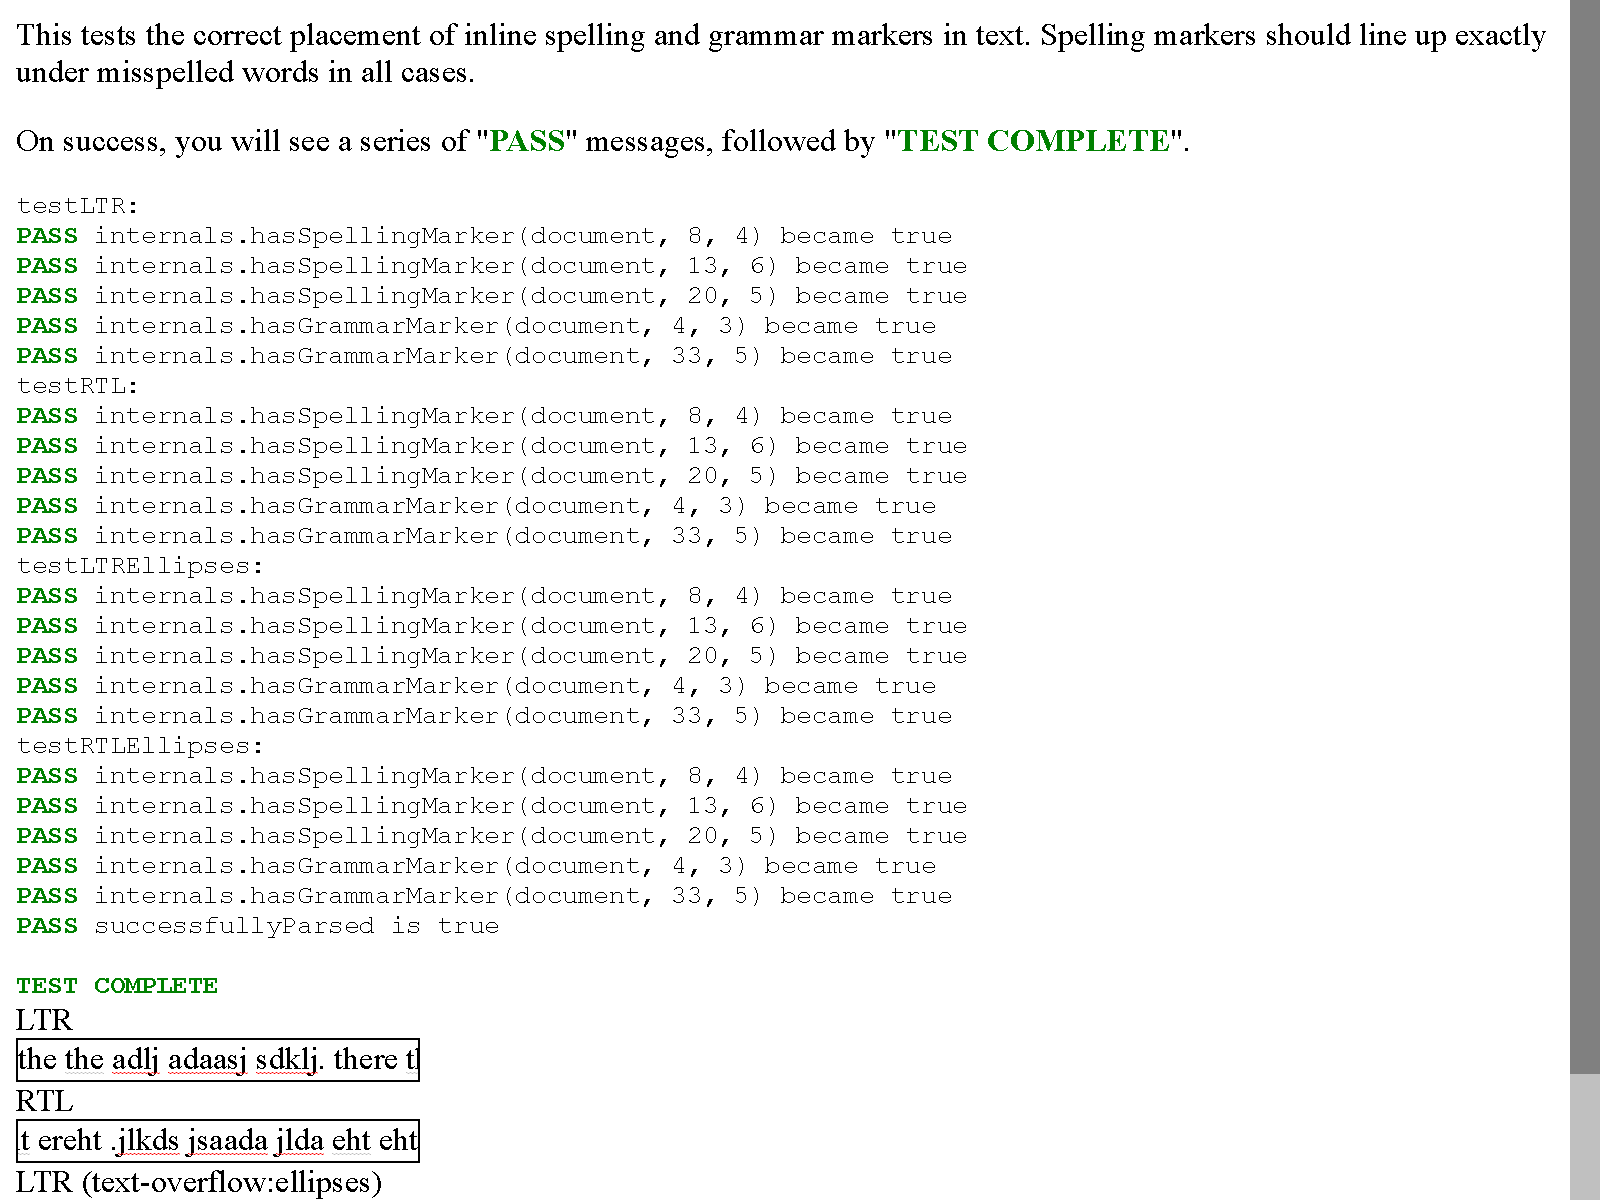 This tests the correct placement of inline spelling and grammar markers in text. Spelling markers should line up exactly
under misspelled words in all cases.
On success, you will see a series of "PASS" messages, followed by "TEST COMPLETE".
testLTR:
PASS internals.hasSpellingMarker(document, 8, 4) became true
PASS internals.hasSpellingMarker(document, 13, 6) became true
PASS internals.hasSpellingMarker(document, 20, 5) became true
PASS internals.hasGrammarMarker(document, 4, 3) became true
PASS internals.hasGrammarMarker(document, 33, 5) became true
testRTL:
PASS internals.hasSpellingMarker(document, 8, 4) became true
PASS internals.hasSpellingMarker(document, 13, 6) became true
PASS internals.hasSpellingMarker(document, 20, 5) became true
PASS internals.hasGrammarMarker(document, 4, 3) became true
PASS internals.hasGrammarMarker(document, 33, 5) became true
testLTREllipses:
PASS internals.hasSpellingMarker(document, 8, 4) became true
PASS internals.hasSpellingMarker(document, 13, 6) became true
PASS internals.hasSpellingMarker(document, 20, 5) became true
PASS internals.hasGrammarMarker(document, 4, 3) became true
PASS internals.hasGrammarMarker(document, 33, 5) became true
testRTLEllipses:
PASS internals.hasSpellingMarker(document, 8, 4) became true
PASS internals.hasSpellingMarker(document, 13, 6) became true
PASS internals.hasSpellingMarker(document, 20, 5) became true
PASS internals.hasGrammarMarker(document, 4, 3) became true
PASS internals.hasGrammarMarker(document, 33, 5) became true
PASS successfullyParsed is true
TEST COMPLETE
LTR
the the adlj adaasj sdklj. there t
RTL
t ereht .jlkds jsaada jlda eht eht
LTR (text-overflow:ellipses)